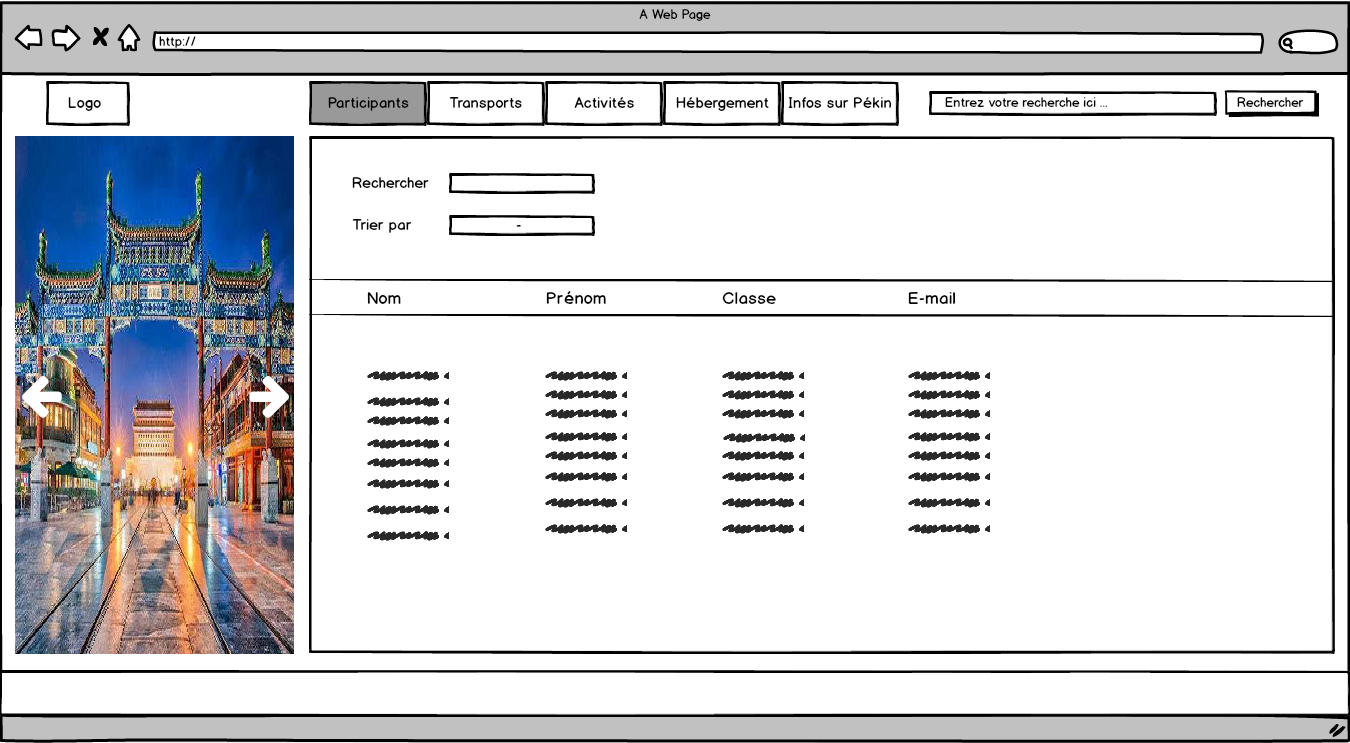 A Web Page
http://
Logo
Participants
Transports
Activités
Hébergement
Infos sur Pékin
Entrez votre recherche ici ...
Rechercher
Rechercher
Trier par
-
Nom
Prénom
Classe
E-mail